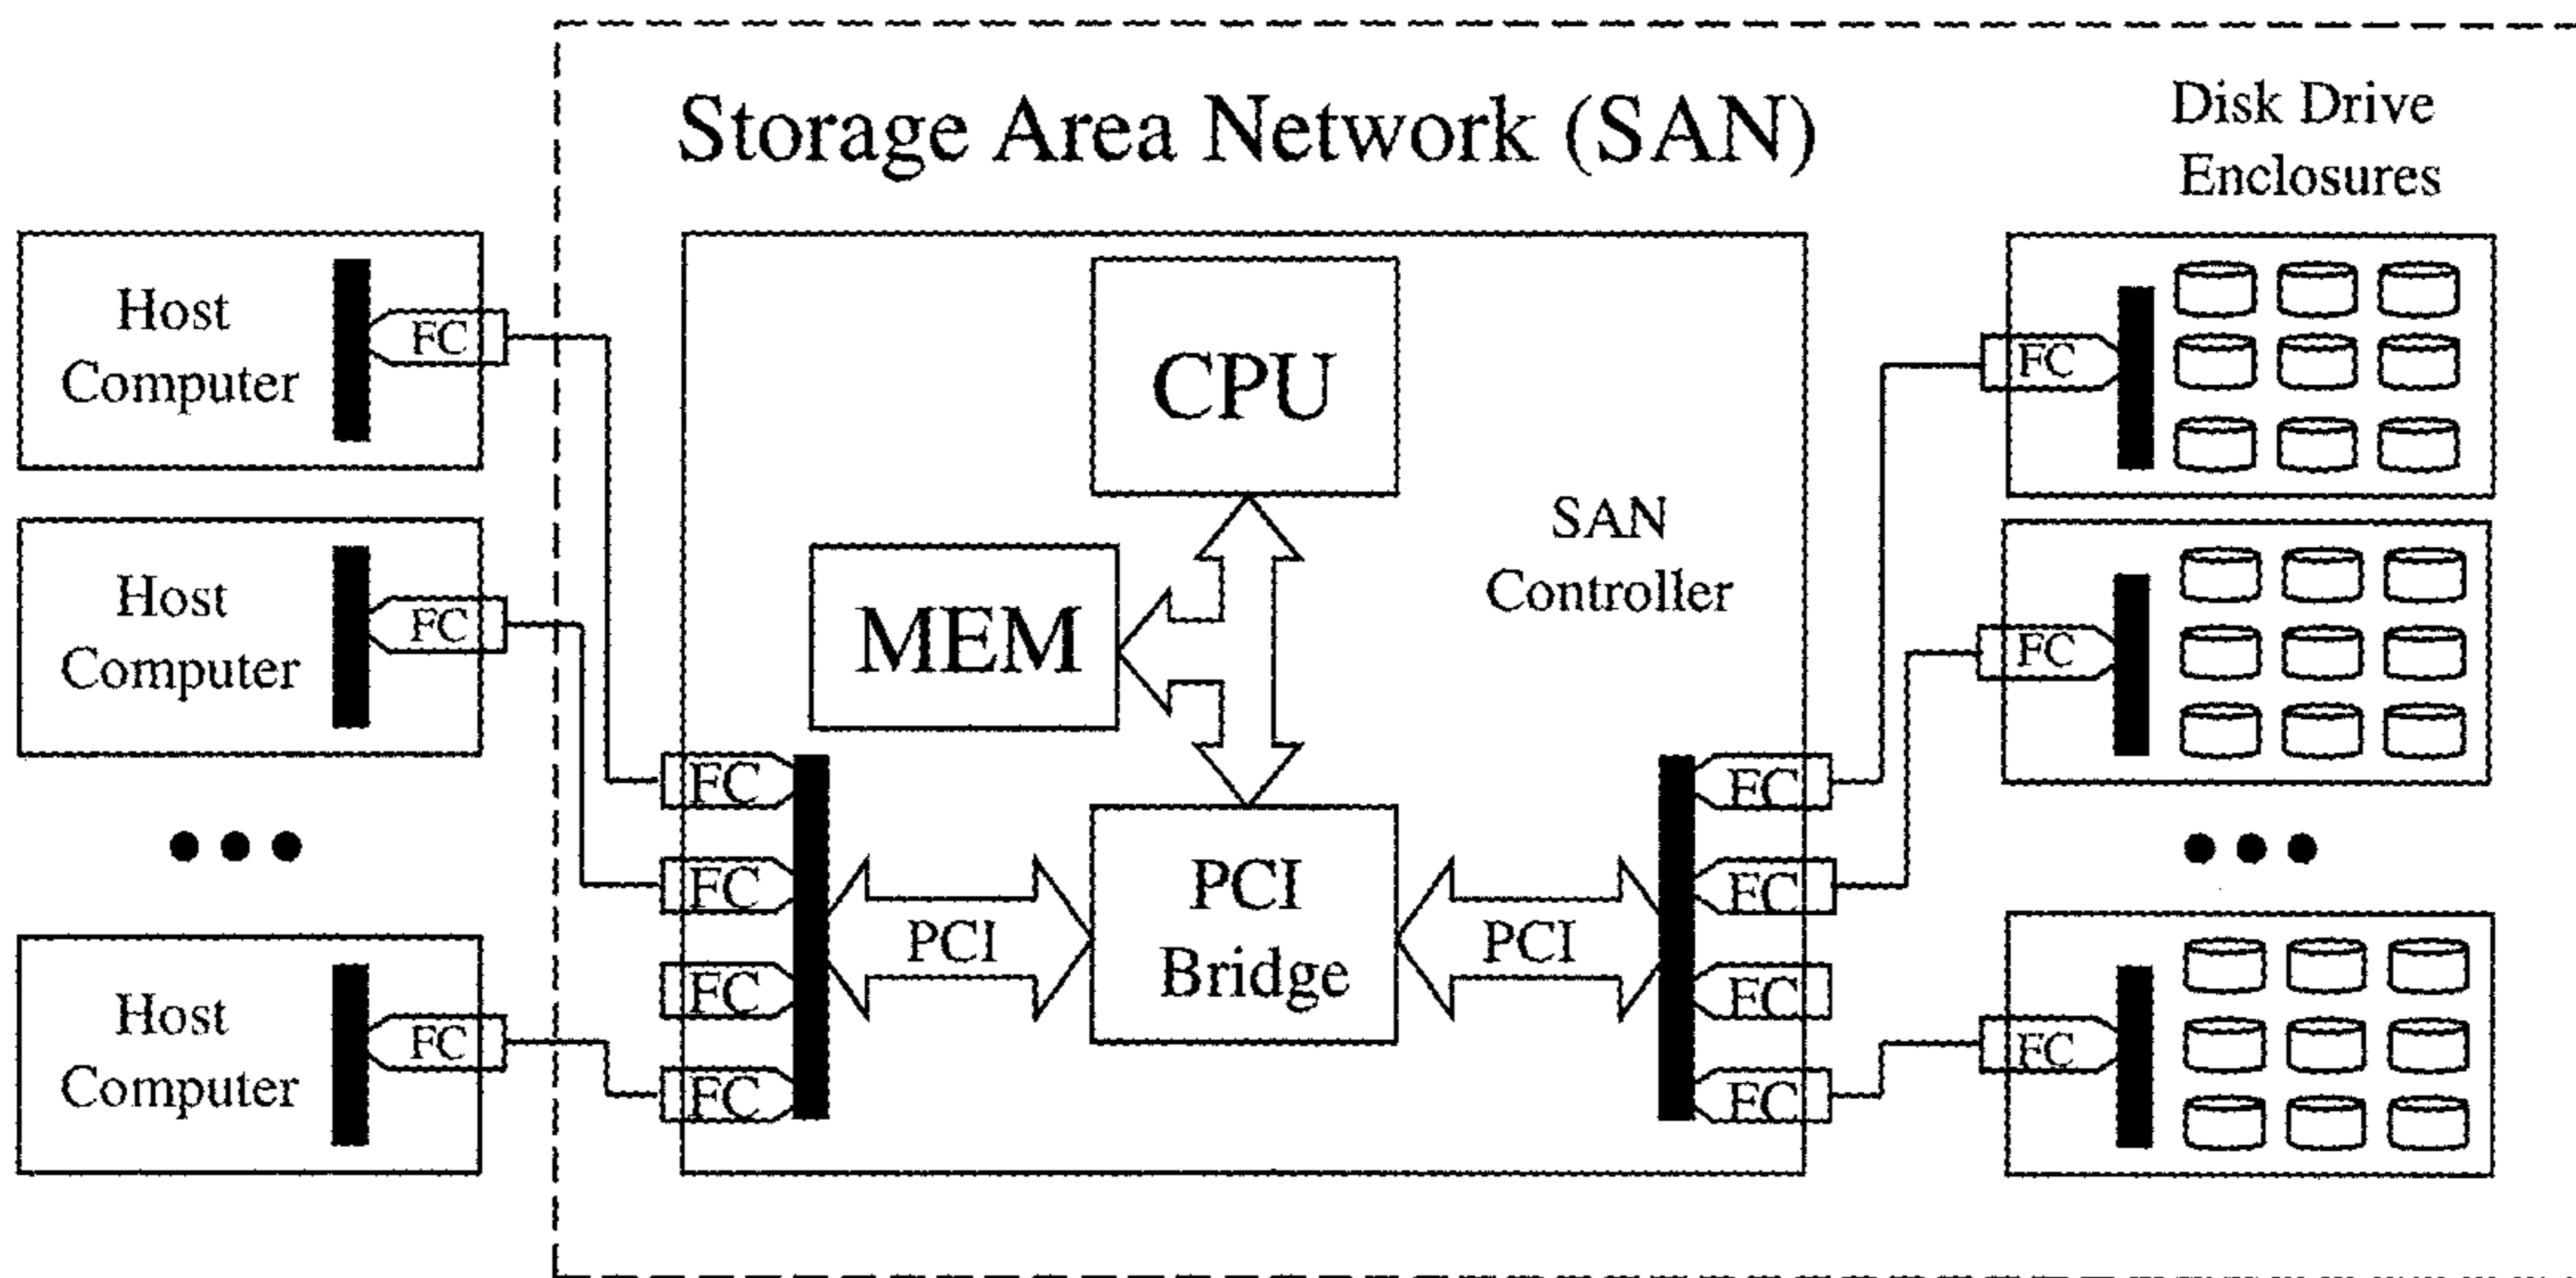 Storage Area Network (SAN)
Disk Drive
Enclosures
Host
Computer
FC
Host
Computer
FC
Host
Computer
FC
CPU
MEM
SAN
Controller
FC
FC
FC
FC
PCI
PCI
Bridge
PCI
FC
FC
FC
FC
FC
FC
FC